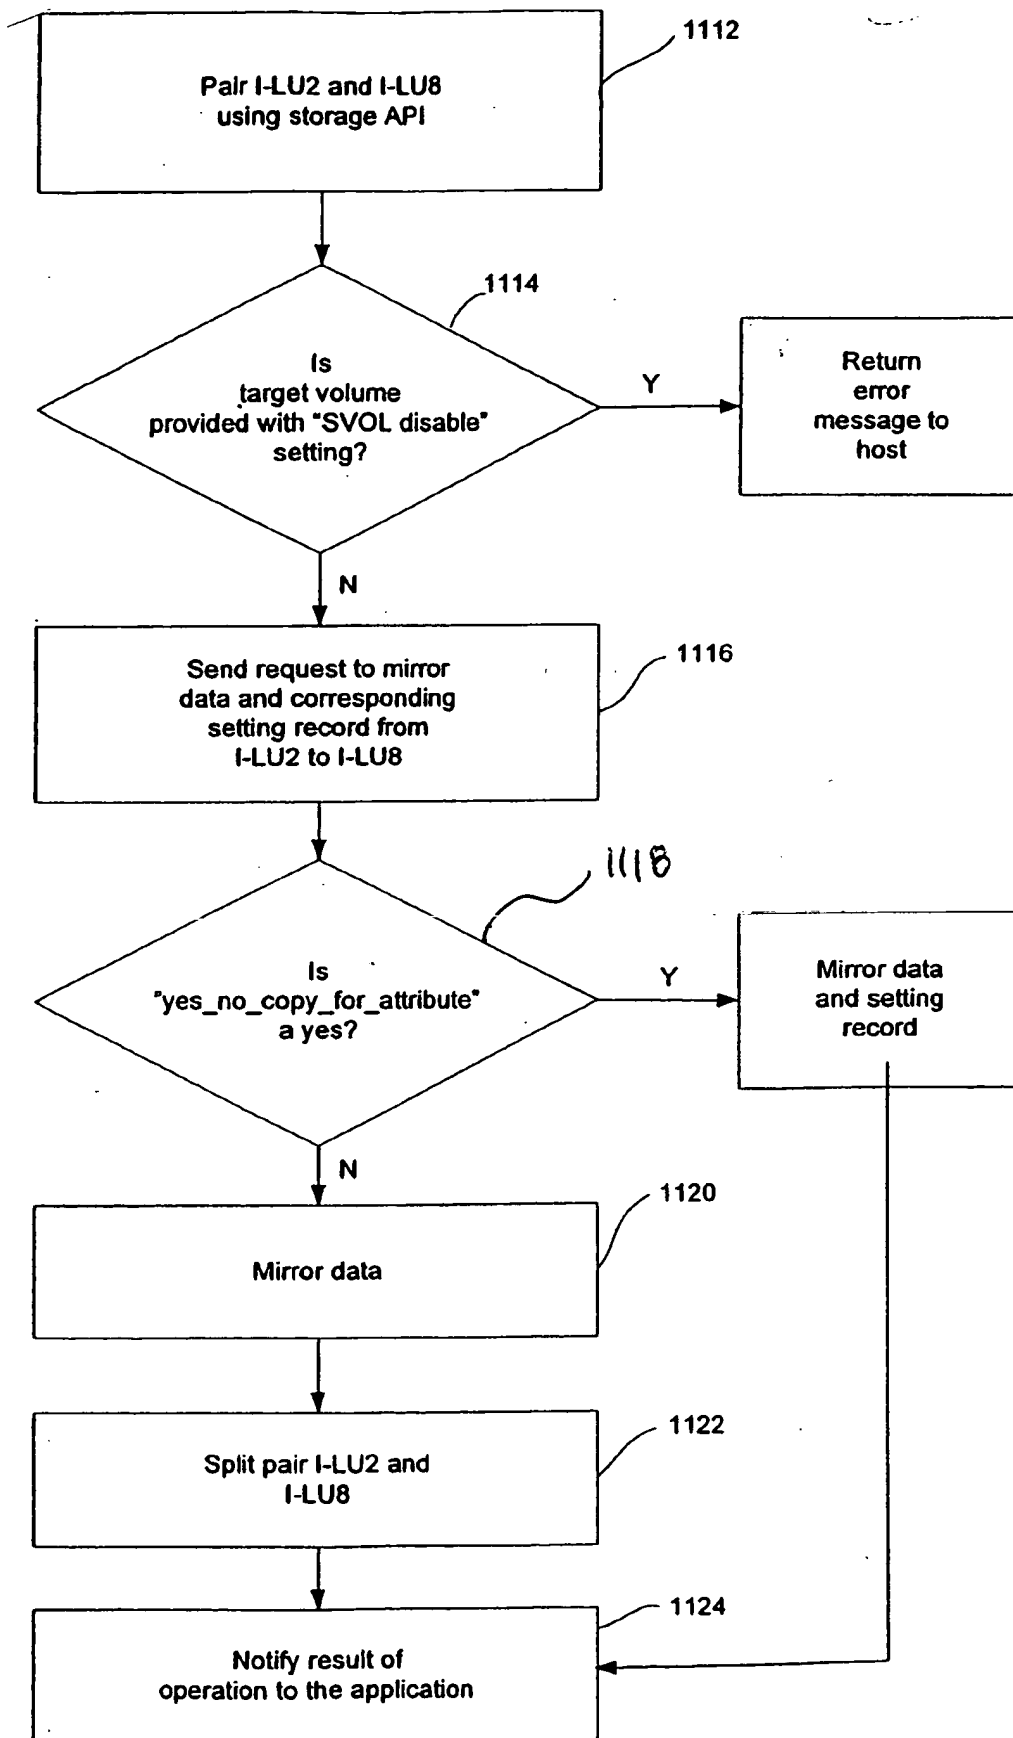 1112
Pair I-LU2 and I-LU8
using storage API
1114
Is
target volume
provided with "SVOL disable"
setting?
Y
Return
error
message to
host
N
1116
Send request to mirror
data and corresponding
setting record from
I-LU2 to I-LU8
1118
Is
"yes_no_copy_for_attribute"
a yes?
Y
Mirror data
and setting
record
N
1120
Mirror data
1122
Split pair I-LU2 and
I-LU8
1124
Notify result of
operation to the application